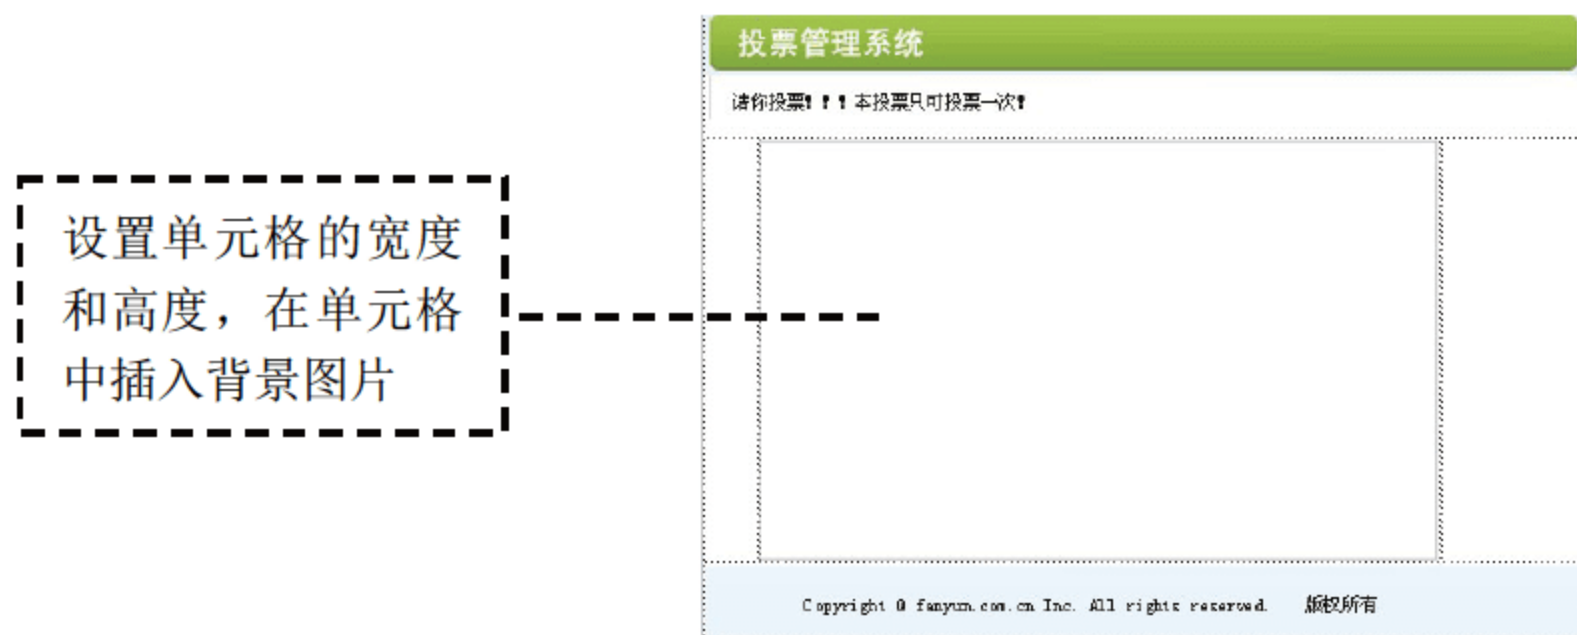 投票管理系统
请你投票！！！本投票只可投票一次！
设置单元格的宽度
和高度，在单元格
中插入背景图片
Copyright @ fanyun.com.cn Inc. All rights reserved. 版权所有